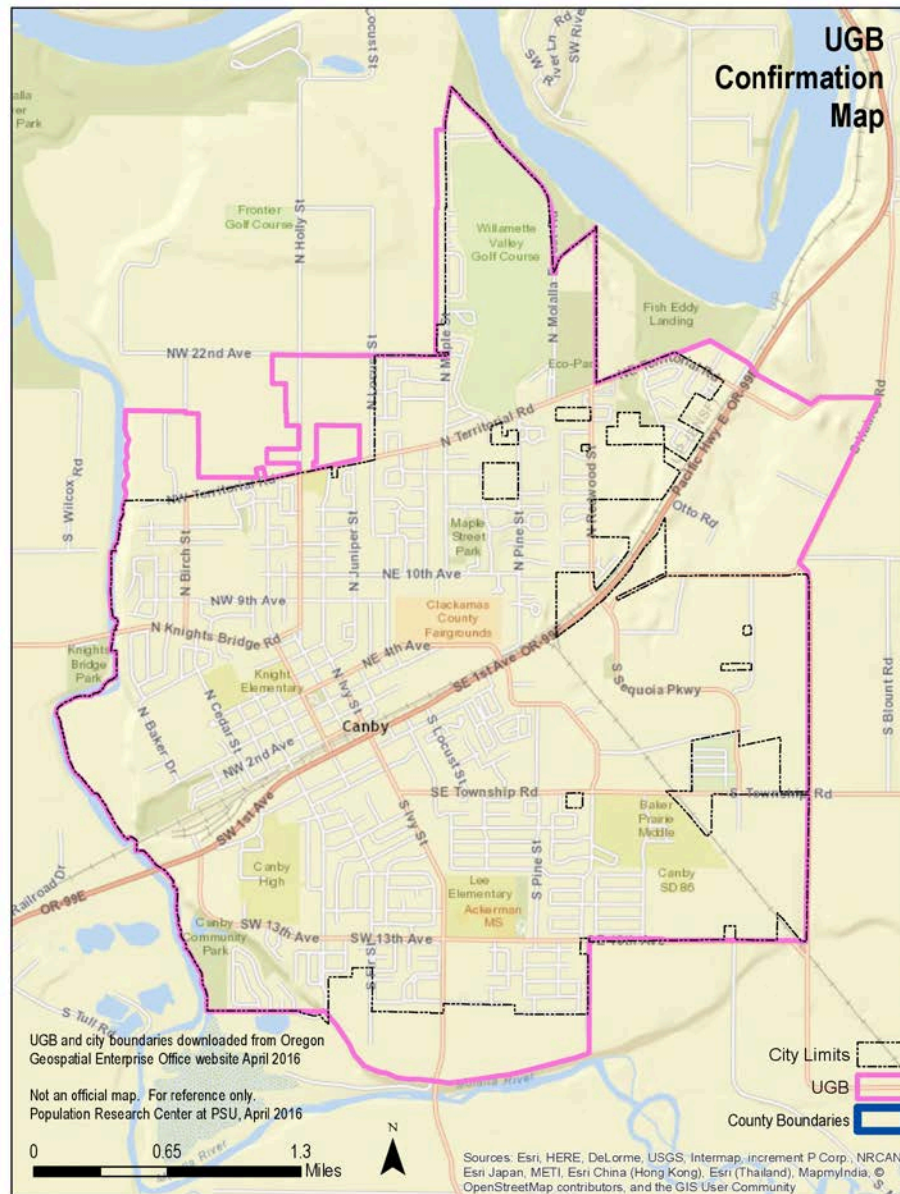 UGB
Confirmation
Map
Locust St
SW River
Frontier
Golf Course
N Holly St
Willamette
Valley
Golf Course
N Molalla
Fish Eddy
Landing
NW 22nd Ave
N Maple St
NE Territorial Rd
N Territorial Rd
Pacific Hwy E OR-99E
S Wilcox Rd
NW Territorial Rd
N Redwood St
Otto Rd
N Birch St
N Juniper St
Maple
Street
Park
N Pine St
NE 10th Ave
NW 9th Ave
Clackamas
County
Fairgrounds
N Knights Bridge Rd
NE 4th Ave
SE 1st Ave OR-99E
Knights
Bridge
Park
Knight
Elementary
N Ivy St
S Sequoia Pkwy
S Blount Rd
N Baker Dr
N Cedar St
Canby
S Locust St
NW 2nd Ave
SE Township Rd
S Township Rd
SW 1st Ave
S Ivy St
Baker
Prairie
Middle
Canby
High
Lee
Elementary
Ackerman
MS
S Pine St
Canby
SD 86
Railroad Dr
OR-99E
Canby
Community
Park
SW 13th Ave
SW 13th Ave
S Tull Rd
UGB and city boundaries downloaded from Oregon
Geospatial Enterprise Office website April 2016
Not an official map. For reference only.
Population Research Center at PSU, April 2016
City Limits
UGB
County Boundaries
Molalla River
0 0.65 1.3
Miles
N
Sources: Esri, HERE, DeLorme, USGS, Intermap, increment P Corp., NRCAN,
Esri Japan, METI, Esri China (Hong Kong), Esri (Thailand), MapmyIndia, ©
OpenStreetMap contributors, and the GIS User Community